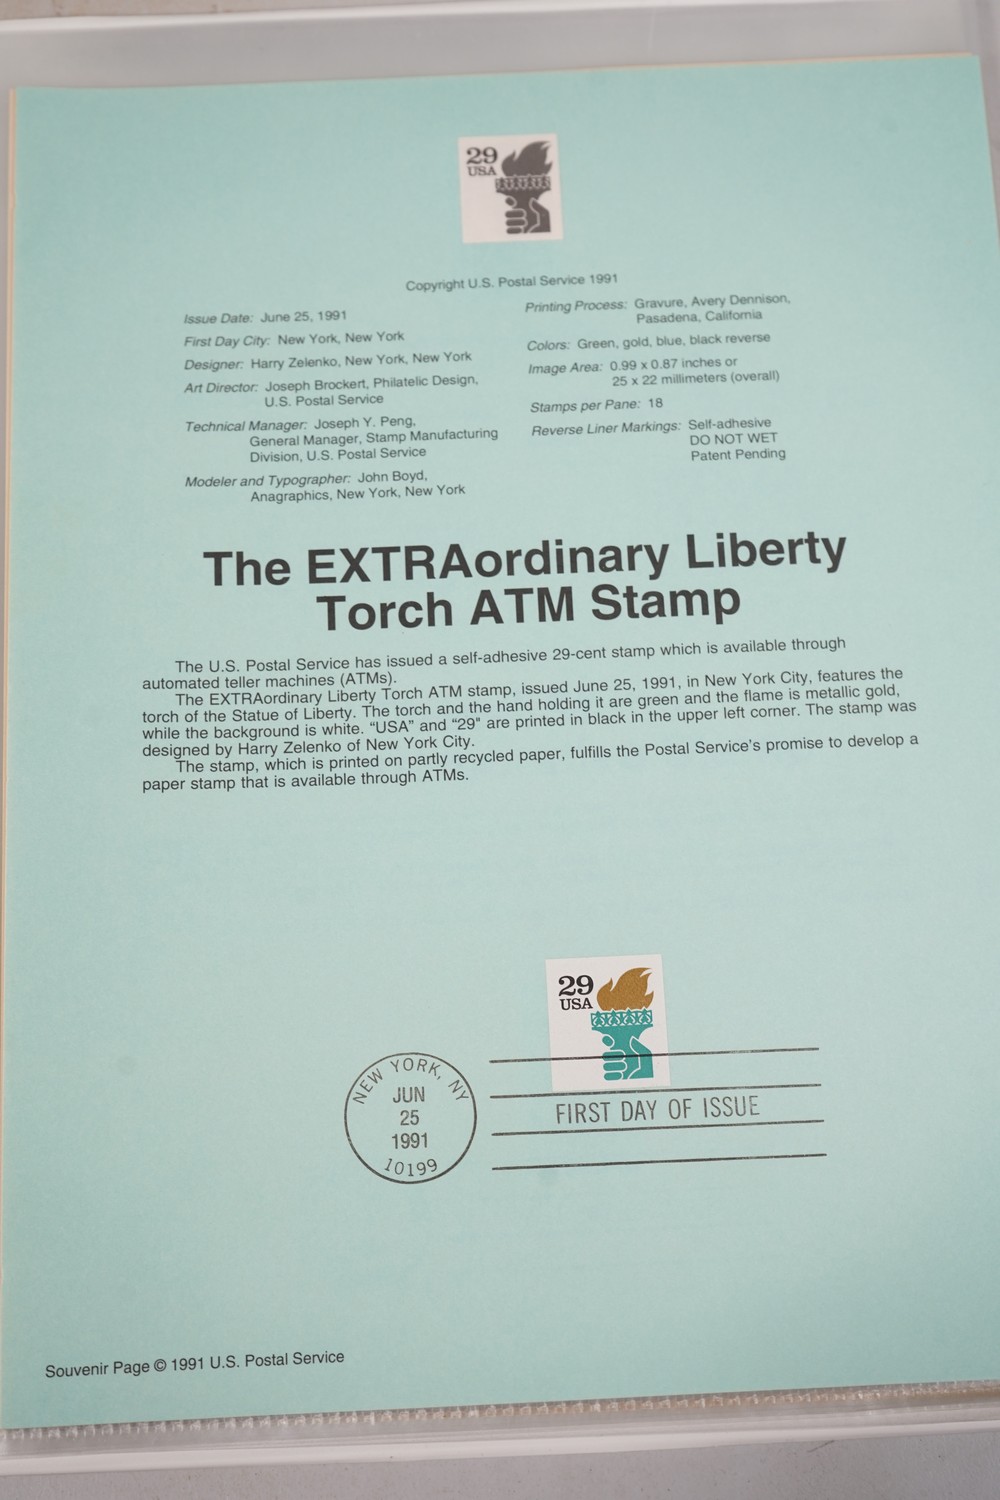 29
USA
Copyright U.S. Postal Service 1991
Issue Date: June 25, 1991
First Day City: New York, New York
Designer: Harry Zelenko, New York, New York
Art Director: Joseph Brockert, Philatelic Design,
U.S. Postal Service
Technical Manager: Joseph Y. Peng,
General Manager, Stamp Manufacturing
Division, U.S. Postal Service
Modeler and Typographer: John Boyd,
Anagraphics, New York, New York
Printing Process: Gravure, Avery Dennison,
Pasadena, California
Colors: Green, gold, blue, black reverse
Image Area: 0.99 x 0.87 inches or
25 x 22 millimeters (overall)
Stamps per Pane: 18
Reverse Liner Markings: Self-adhesive
DO NOT WET
Patent Pending
The EXTRAordinary Liberty
Torch ATM Stamp
The U.S. Postal Service has issued a self-adhesive 29-cent stamp which is available through
automated teller machines (ATMs).
The EXTRAordinary Liberty Torch ATM stamp, issued June 25, 1991, in New York City, features the
torch of the Statue of Liberty. The torch and the hand holding it are green and the flame is metallic gold,
while the background is white. “USA” and “29" are printed in black in the upper left corner. The stamp was
designed by Harry Zelenko of New York City.
The stamp, which is printed on partly recycled paper, fulfills the Postal Service's promise to develop a
paper stamp that is available through ATMs.
29
USA
NEW YORK, NY
JUN
25
1991
10199
FIRST DAY OF ISSUE
Souvenir Page © 1991 U.S. Postal Service